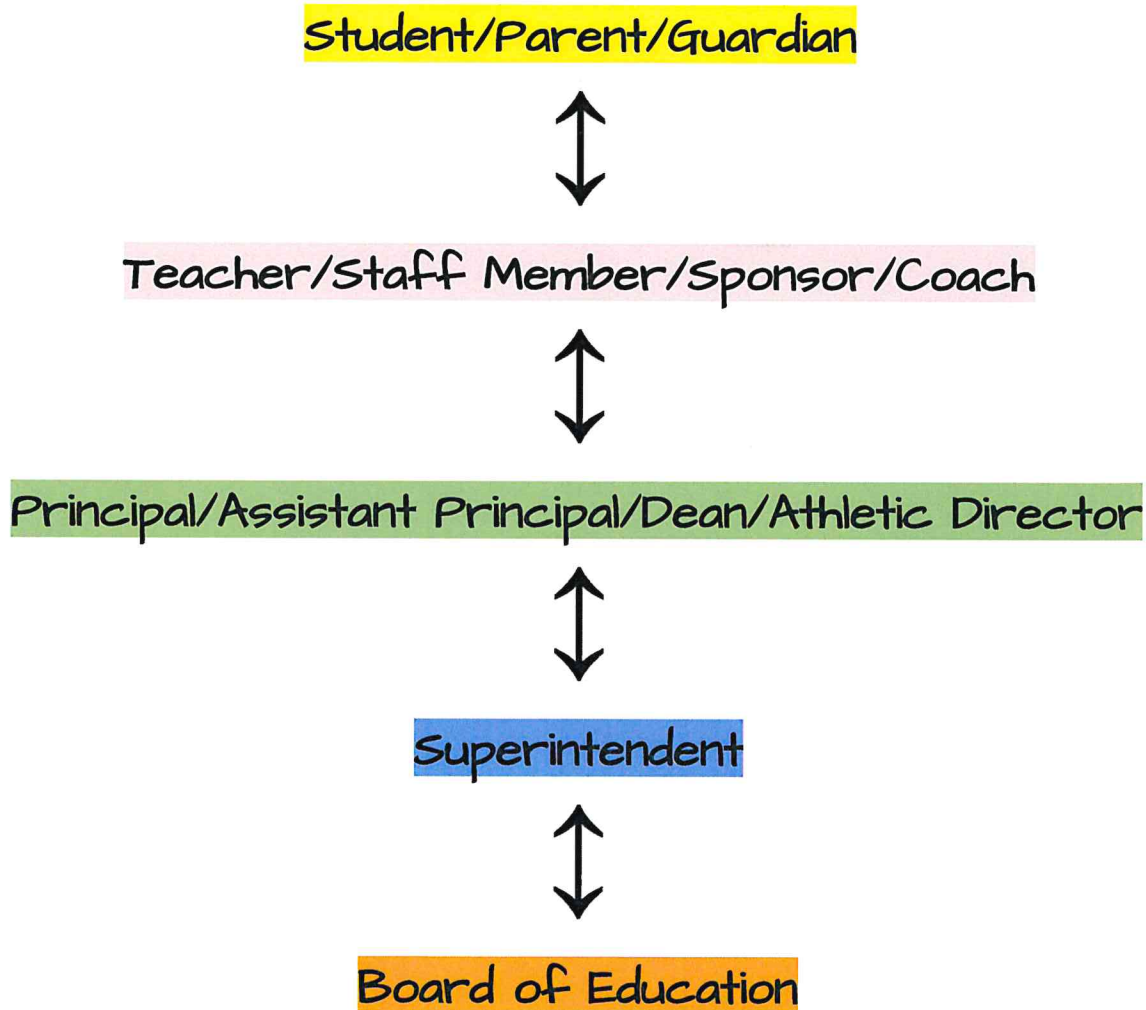 Student/Parent/Guardian
Teacher/Staff Member/Sponsor/Coach
Principal/Assistant Principal/Dean/Athletic Director
Superintendent
Board of Education